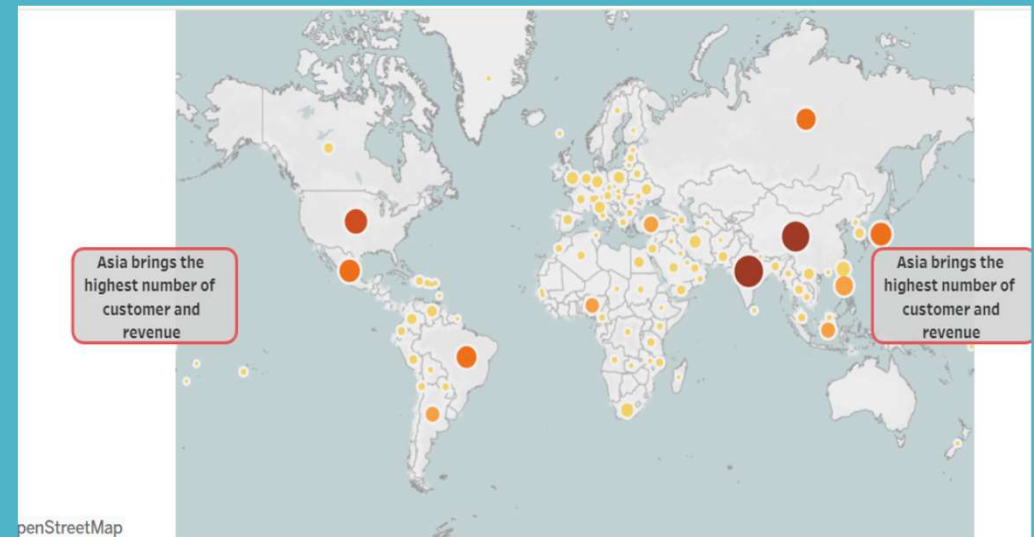 Asia brings the
highest number of
customer and
revenue
Asia brings the
highest number of
customer and
revenue
penStreetMap